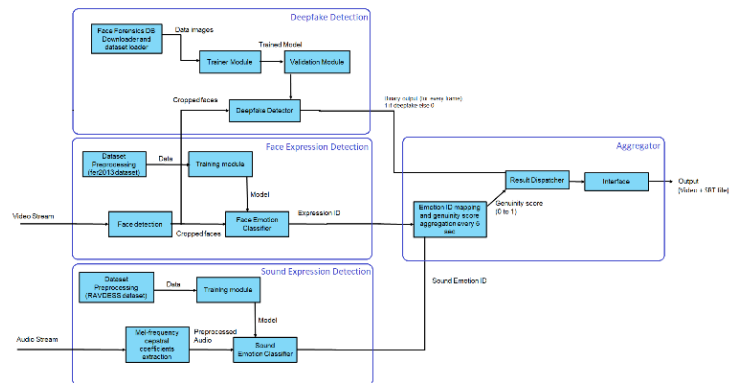 Deepfake Detection
Face Forensics DB
Downloader and
dataset loader
Data images
Trainer Module
Trained Model
Validation Module
Cropped faces
Deepfake Detector
Binary output (for every frame)
1 if deepfake else 0
Face Expression Detection
Dataset
Preprocessing
(fer2013 dataset)
Data
Training module
Model
Video Stream
Face detection
Cropped faces
Face Emotion
Classifier
Expression ID
Aggregator
Result Dispatcher
Interface
Output
(Video + SRT file)
Emotion ID mapping
and genuinity score
aggregation every 5
sec
Genuinity score
(0 to 1)
Sound Expression Detection
Dataset
Preprocessing
(RAVDESS dataset)
Data
Training module
Model
Sound Emotion ID
Audio Stream
Mel-frequency
cepstral
coefficients
extraction
Preprocessed
Audio
Sound
Emotion Classifier